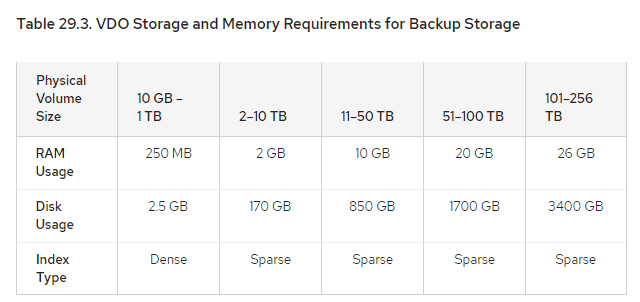 Table 29.3. VDO Storage and Memory Requirements for Backup Storage
Physical
Volume
Size
10 GB –
1 TB
2–10 TB
11–50 TB
51–100 TB
101–256
TB
RAM
Usage
250 MB
2 GB
10 GB
20 GB
26 GB
Disk
Usage
2.5 GB
170 GB
850 GB
1700 GB
3400 GB
Index
Type
Dense
Sparse
Sparse
Sparse
Sparse